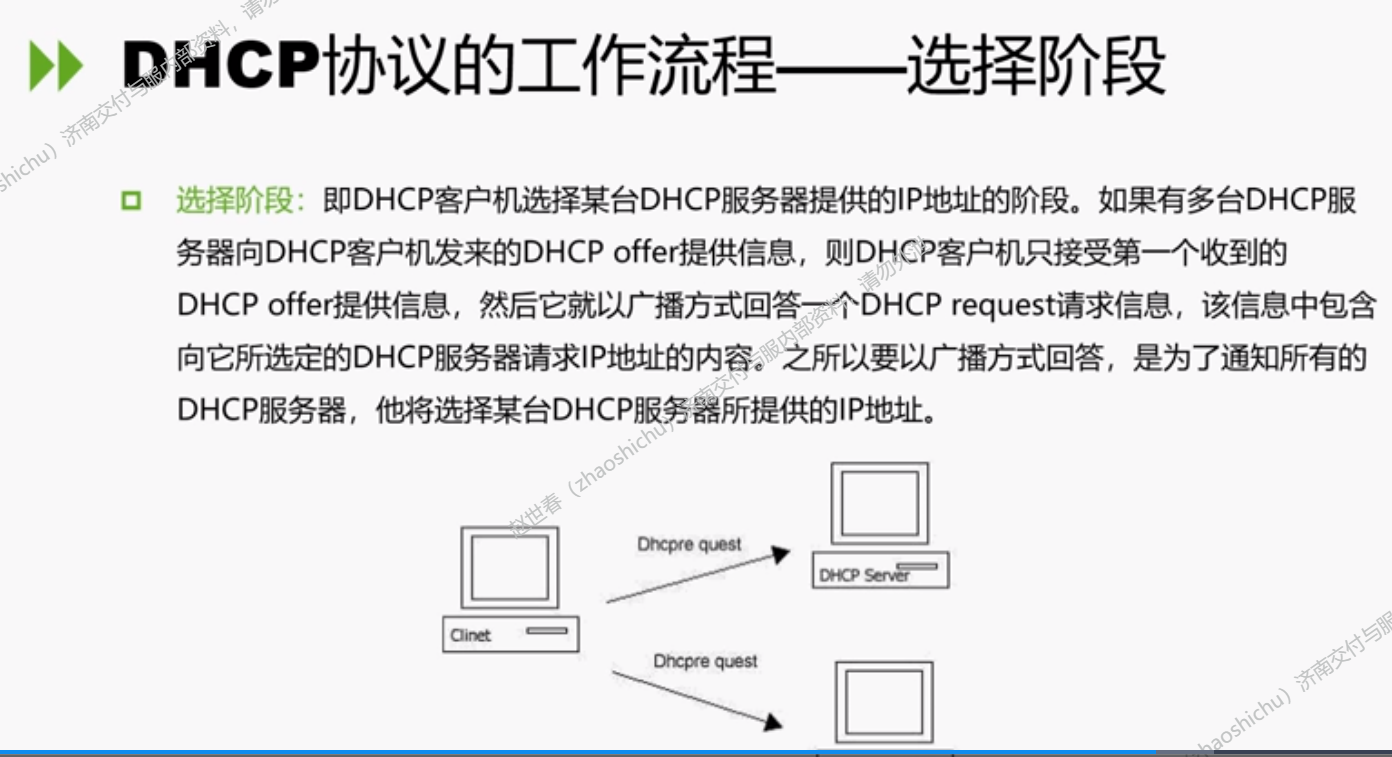 DHCP协议的工作流程——选择阶段
选择阶段：即DHCP客户机选择某台DHCP服务器提供的IP地址的阶段。如果有多台DHCP服
务器向DHCP客户机发来的DHCP offer提供信息，则DHCP客户机只接受第一个收到的
DHCP offer提供信息，然后它就以广播方式回答一个DHCP request请求信息，该信息中包含
向它所选定的DHCP服务器请求IP地址的内容。之所以要以广播方式回答，是为了通知所有的
DHCP服务器，他将选择某台DHCP服务器所提供的IP地址。
Dhcpre quest
DHCP Server
Clinet
Dhcpre quest
shichu）济南交付与服内部资料，请
赵世春（zhaoshichu）济南交付与服内部资料，请勿外
zhaoshichu）济南交付与服